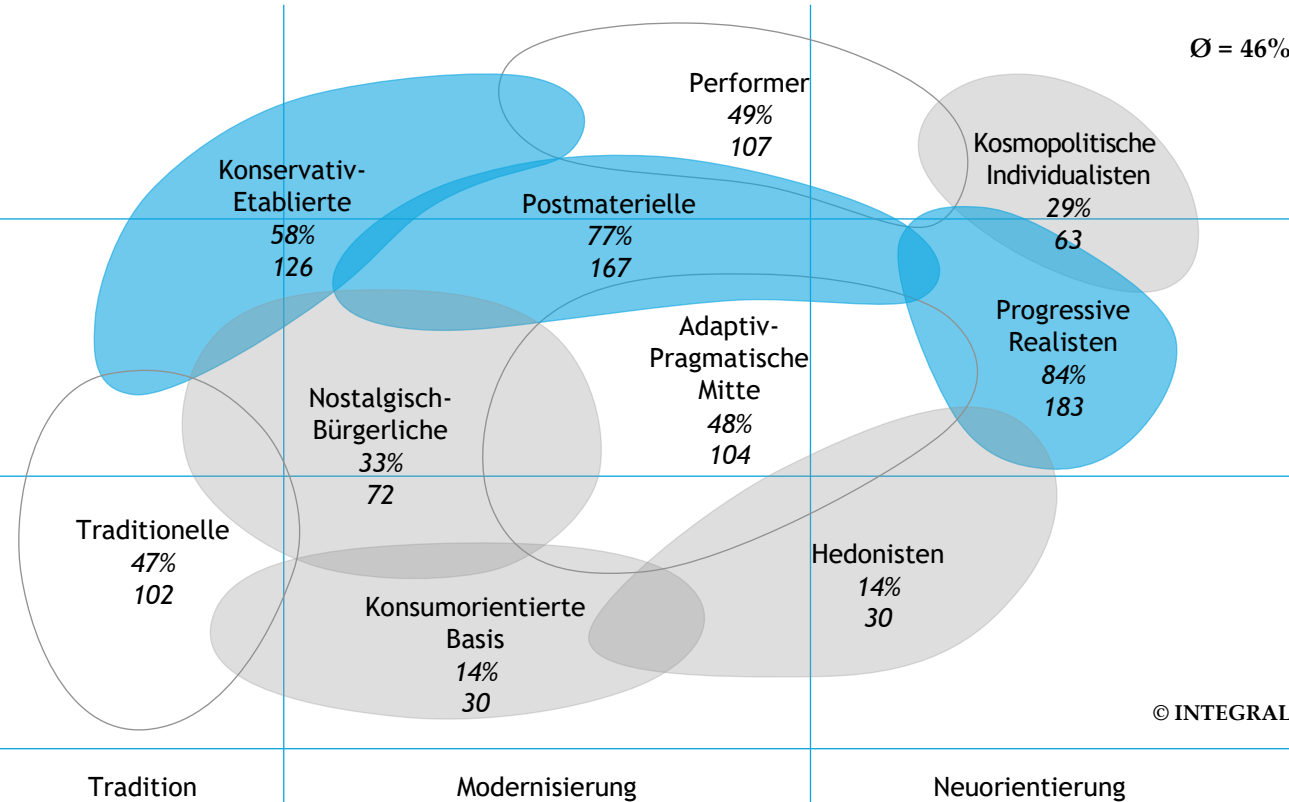 Ø = 46%
Performer
49%
107
Kosmopolitische
Individualisten
29%
63
Konservativ-
Etablierte
58%
126
Postmaterielle
77%
167
Progressive
Realisten
84%
183
Adaptiv-
Pragmatische
Mitte
48%
104
Nostalgisch-
Bürgerliche
33%
72
Traditionelle
47%
102
Hedonisten
14%
30
Konsumorientierte
Basis
14%
30
© INTEGRAL
Tradition
Modernisierung
Neuorientierung